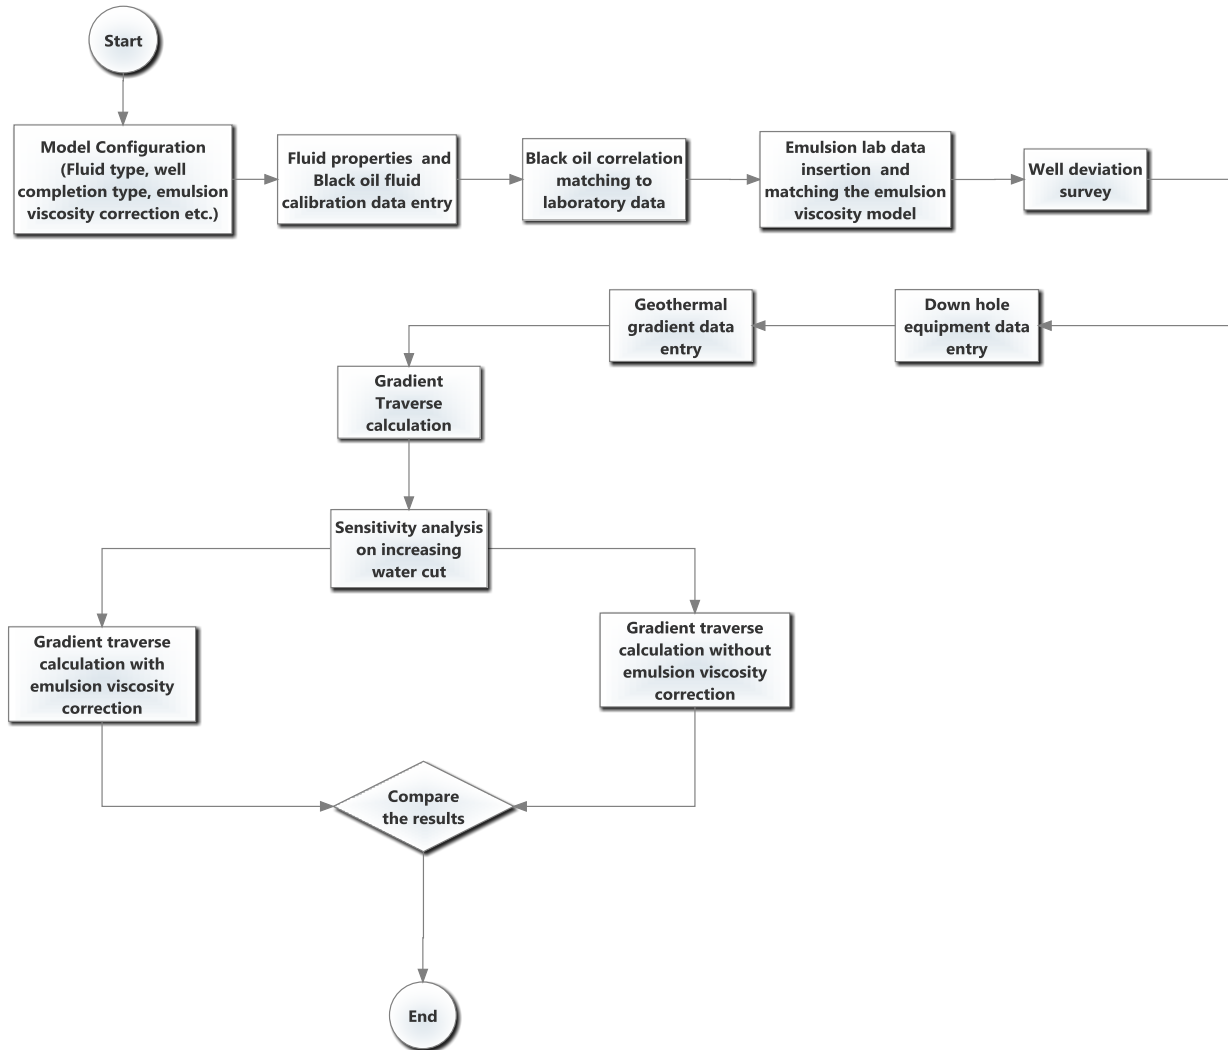 Start
Model Configuration
(Fluid type, well
completion type, emulsion
viscosity correction etc.)
Fluid properties  and
Black oil fluid
calibration data entry
Black oil correlation
matching to
laboratory data
Emulsion lab data
insertion  and
matching the emulsion
viscosity model
Well deviation
survey
Down hole
equipment data
entry
Geothermal
gradient data
entry
Gradient
Traverse
calculation
Sensitivity analysis
on increasing
water cut
Gradient traverse
calculation with
emulsion viscosity
correction
Gradient traverse
calculation without
emulsion viscosity
correction
Compare
the results
End